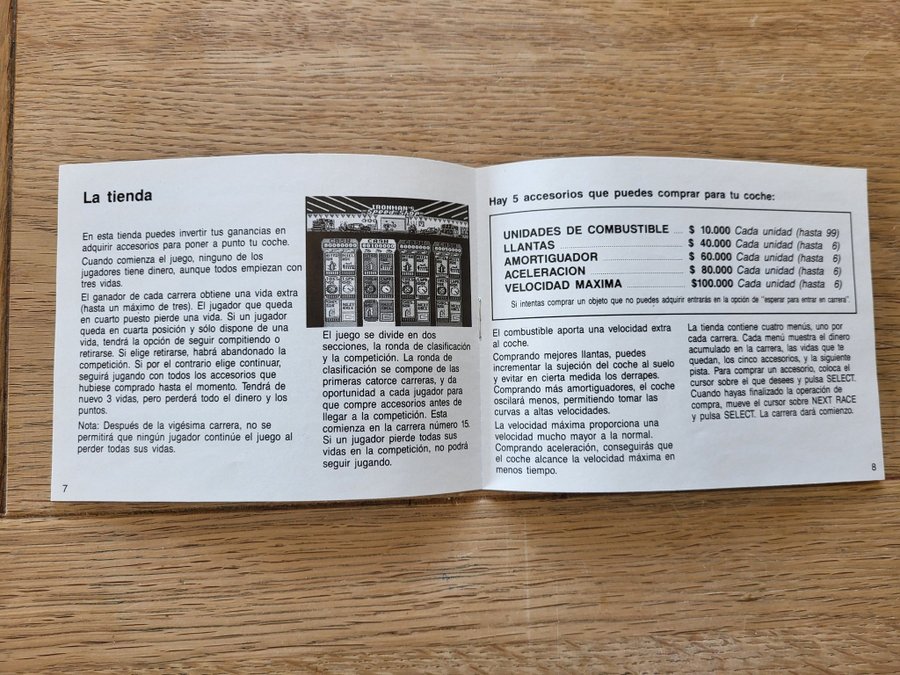 La tienda
En esta tienda puedes invertir tus ganancias en
adquirir accesorios para poner a punto tu coche.
Cuando comienza el juego, ninguno de los
jugadores tiene dinero, aunque todos empiezan con
tres vidas.
El ganador de cada carrera obtiene una vida extra
(hasta un máximo de tres). El jugador que queda
en cuarto puesto pierde una vida. Si un jugador
queda en cuarta posición y sólo dispone de una
vida, tendrá la opción de seguir compitiendo o
retirarse. Si elige retirarse, habrá abandonado la
competición. Si por el contrario elige continuar,
seguirá jugando con todos los accesorios que
hubiese comprado hasta el momento. Tendrá de
nuevo 3 vidas, pero perderá todo el dinero y los
puntos.
Nota: Después de la vigésima carrera, no se
permitirá que ningún jugador continúe el juego al
perder todas sus vidas.
7
IRONMAN'S
CASH
El juego se divide en dos
secciones, la ronda de clasificación
y la competición. La ronda de
clasificación se compone de las
primeras catorce carreras, y da
oportunidad a cada jugador para
que compre accesorios antes de
llegar a la competición. Esta
comienza en la carrera número 15.
Si un jugador pierde todas sus
vidas en la competición, no podrá
seguir jugando.
Hay 5 accesorios que puedes comprar para tu coche:
UNIDADES DE COMBUSTIBLE $ 10.000 Cada unidad (hasta 99)
LLANTAS $ 40.000 Cada unidad (hasta 6)
AMORTIGUADOR $ 60.000 Cada unidad (hasta 6)
ACELERACION $ 80.000 Cada unidad (hasta 6)
VELOCIDAD MAXIMA $100.000 Cada unidad (hasta 6)
Si intentas comprar un objeto que no puedes adquirir entrarás en la opción de "esperar para entrar en carrera".
El combustible aporta una velocidad extra
al coche.
Comprando mejores llantas, puedes
incrementar la sujeción del coche al suelo
y evitar en cierta medida los derrapes.
Comprando más amortiguadores, el coche
oscilará menos, permitiendo tomar las
curvas a altas velocidades.
La velocidad máxima proporciona una
velocidad mucho mayor a la normal.
Comprando aceleración, conseguirás que
el coche alcance la velocidad máxima en
menos tiempo.
La tienda contiene cuatro menús, uno por
cada carrera. Cada menú muestra el dinero
acumulado en la carrera, las vidas que te
quedan, los cinco accesorios, y la siguiente
pista. Para comprar un accesorio, coloca el
cursor sobre el que desees y pulsa SELECT.
Cuando hayas finalizado la operación de
compra, mueve el cursor sobre NEXT RACE
y pulsa SELECT. La carrera dará comienzo.
8